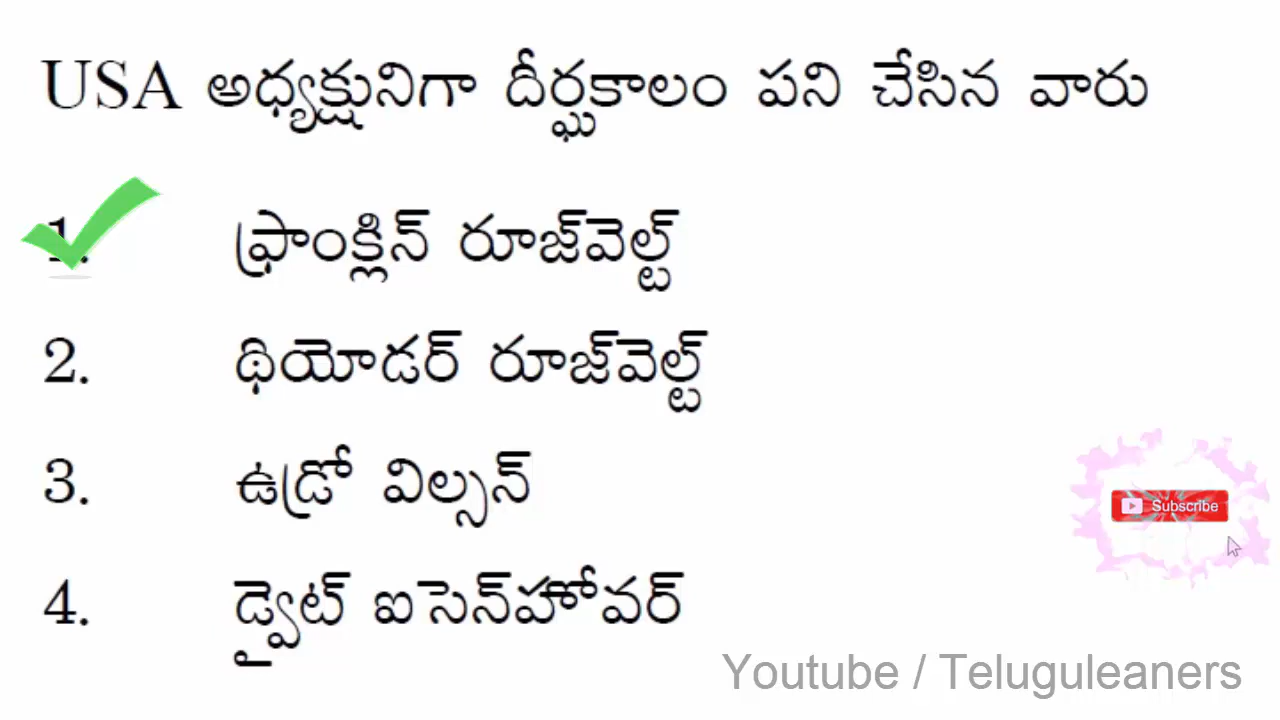 USA అధ్యక్షునిగా దీర్ఘకాలం పని చేసిన వారు
1. ఫ్రాంక్లిన్ రూజ్‌వెల్ట్
2. థియోడర్ రూజ్‌వెల్ట్
3. ఉడ్రో విల్సన్
4. డ్వైట్ ఐసెన్‌హోవర్
Subscribe
Youtube / Teluguleaners